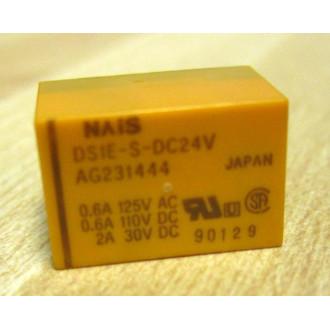 NAIS
DS1E-S-DC24V
AG231444 JAPAN
0.6A 125V AC
0.6A 110V DC
2A 30V DC 90129